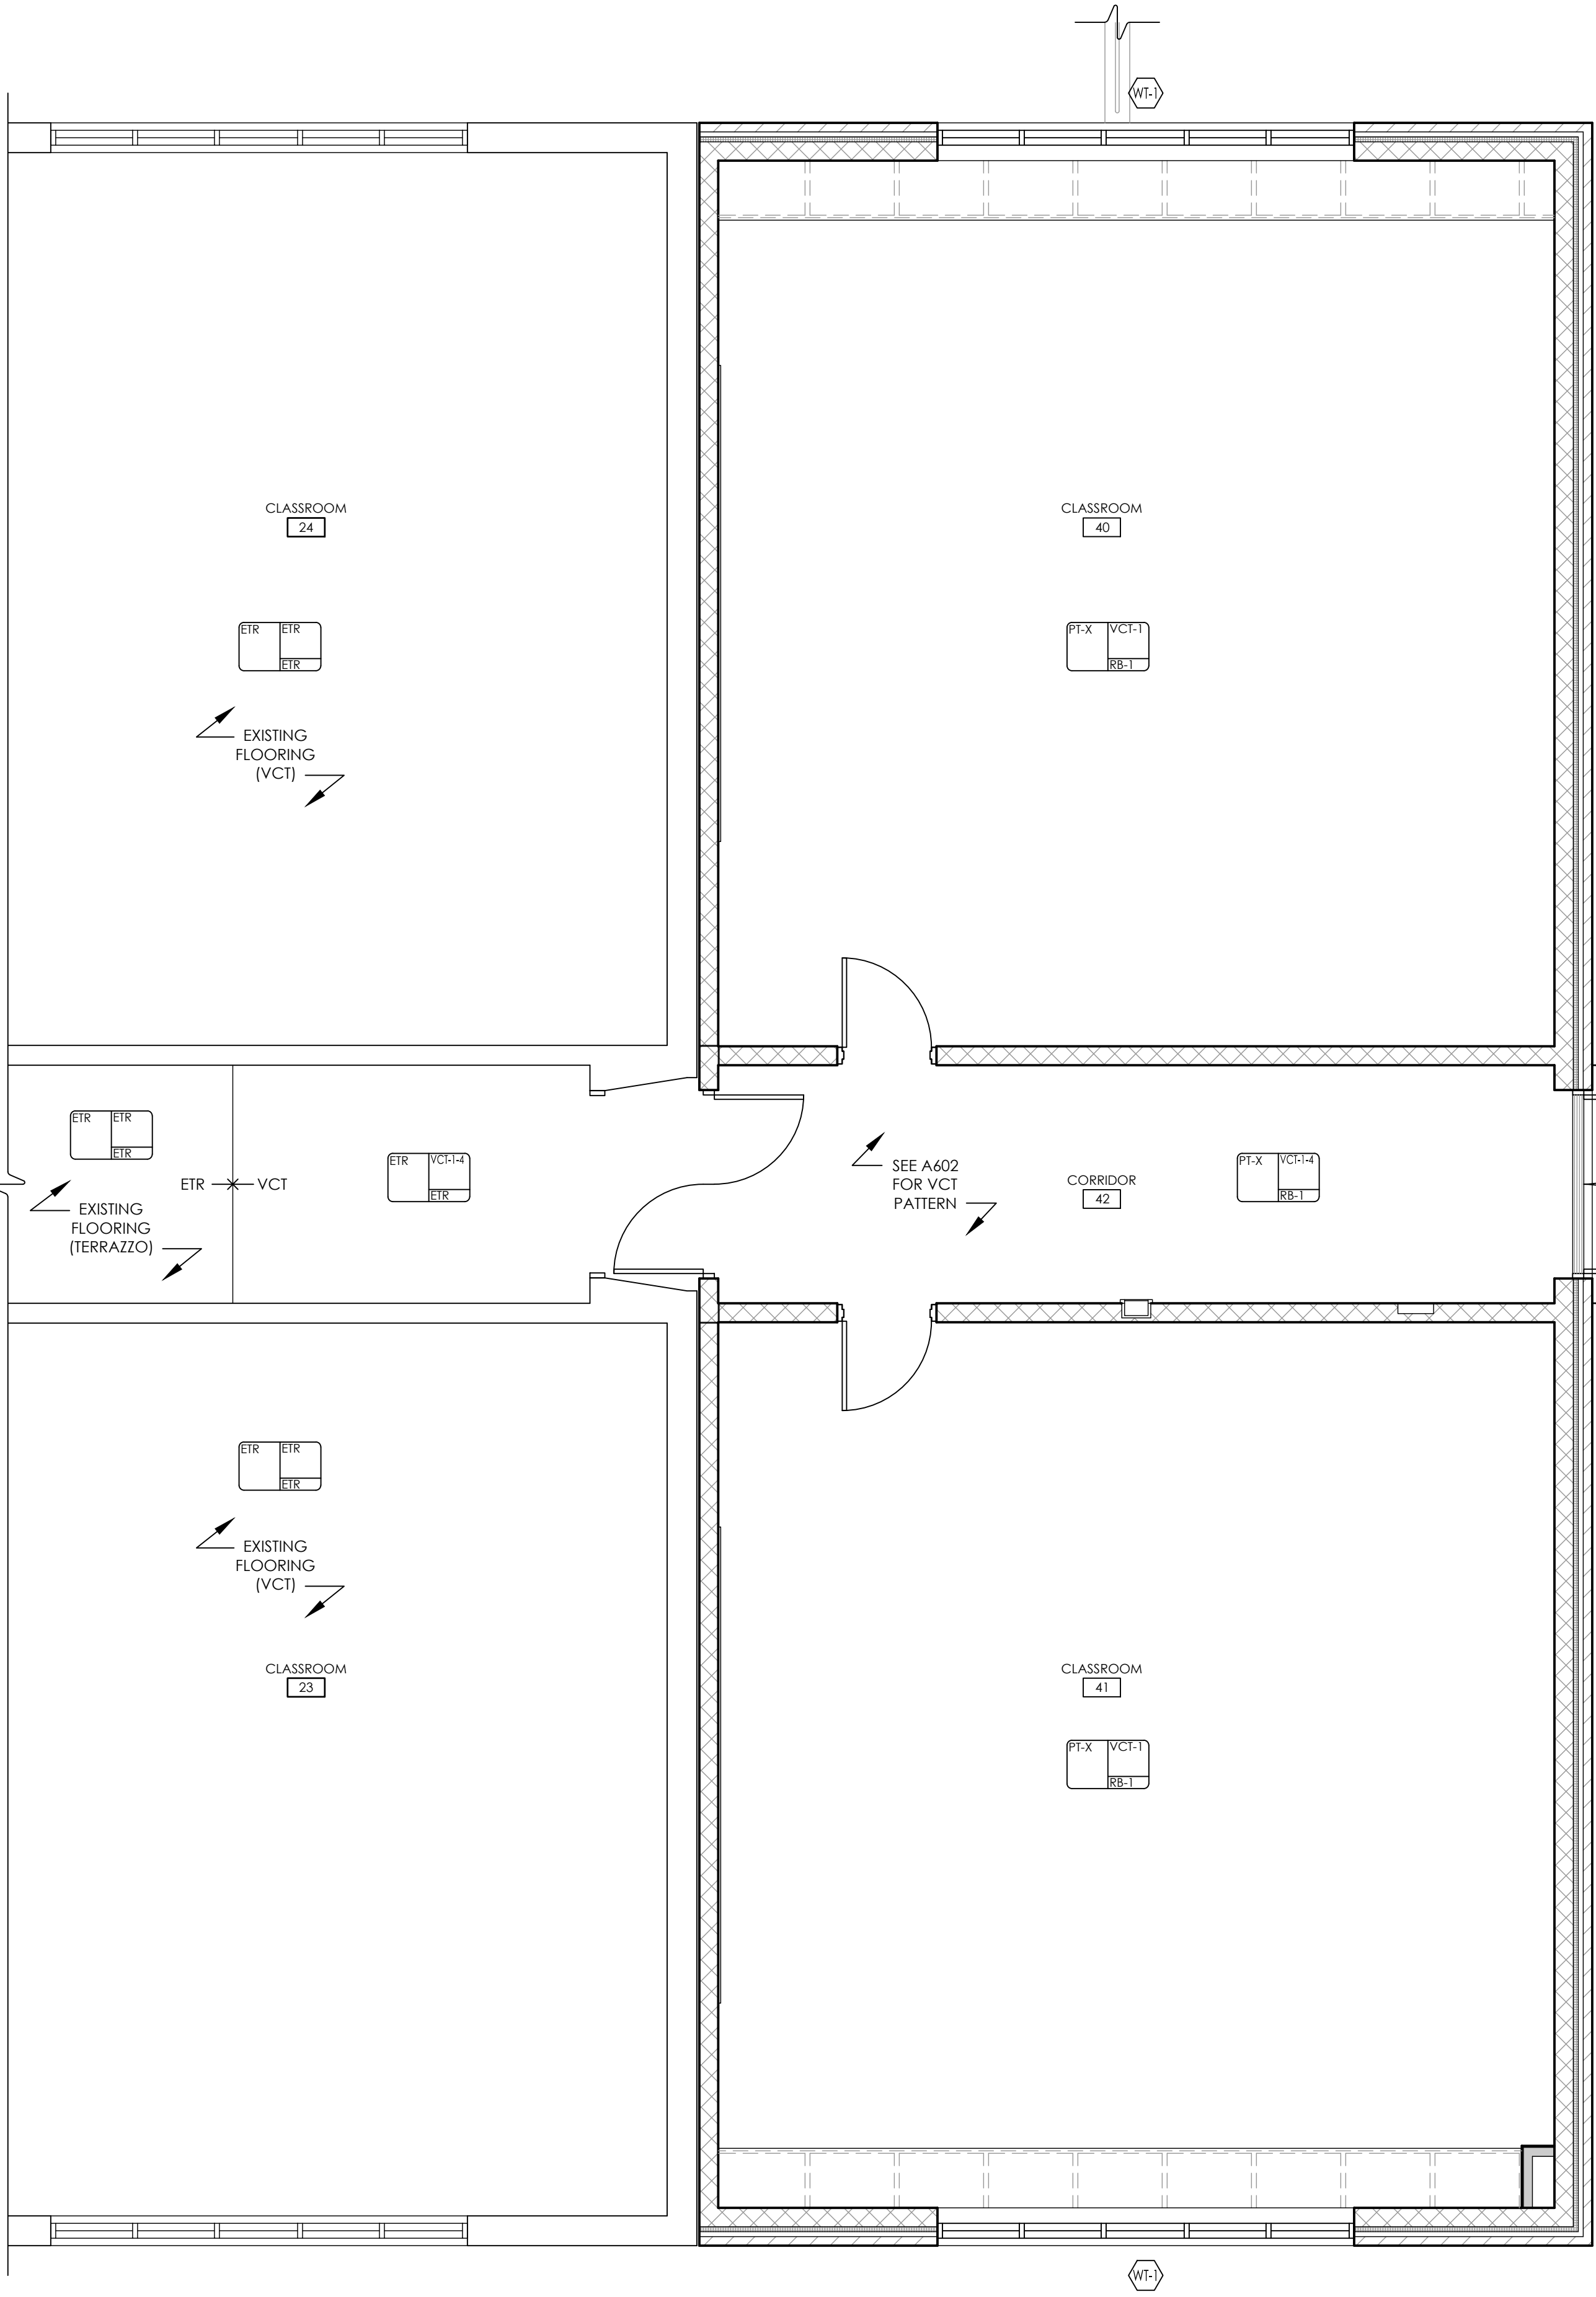 WT-1
CLASSROOM
24
CLASSROOM
40
ETR ETR
ETR
PT-X VCT-1
RB-1
EXISTING
FLOORING
(VCT)
ETR ETR
ETR
ETR VCT
EXISTING
FLOORING
(TERRAZZO)
ETR VCT-1-4
ETR
SEE A602
FOR VCT
PATTERN
CORRIDOR
42
PT-X VCT-1-4
RB-1
ETR ETR
ETR
EXISTING
FLOORING
(VCT)
CLASSROOM
23
CLASSROOM
41
PT-X VCT-1
RB-1
WT-1